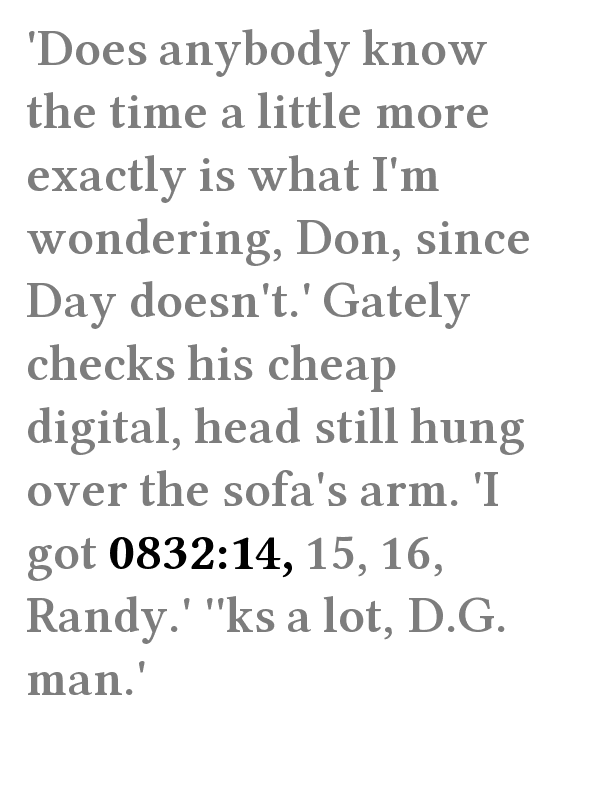 'Does anybody know
the time a little more
exactly is what I'm
wondering, Don, since
Day doesn't.' Gately
checks his cheap
digital, head still hung
over the sofa's arm. 'I
got 0832:14, 15, 16,
Randy.' ''ks a lot, D.G.
man.'